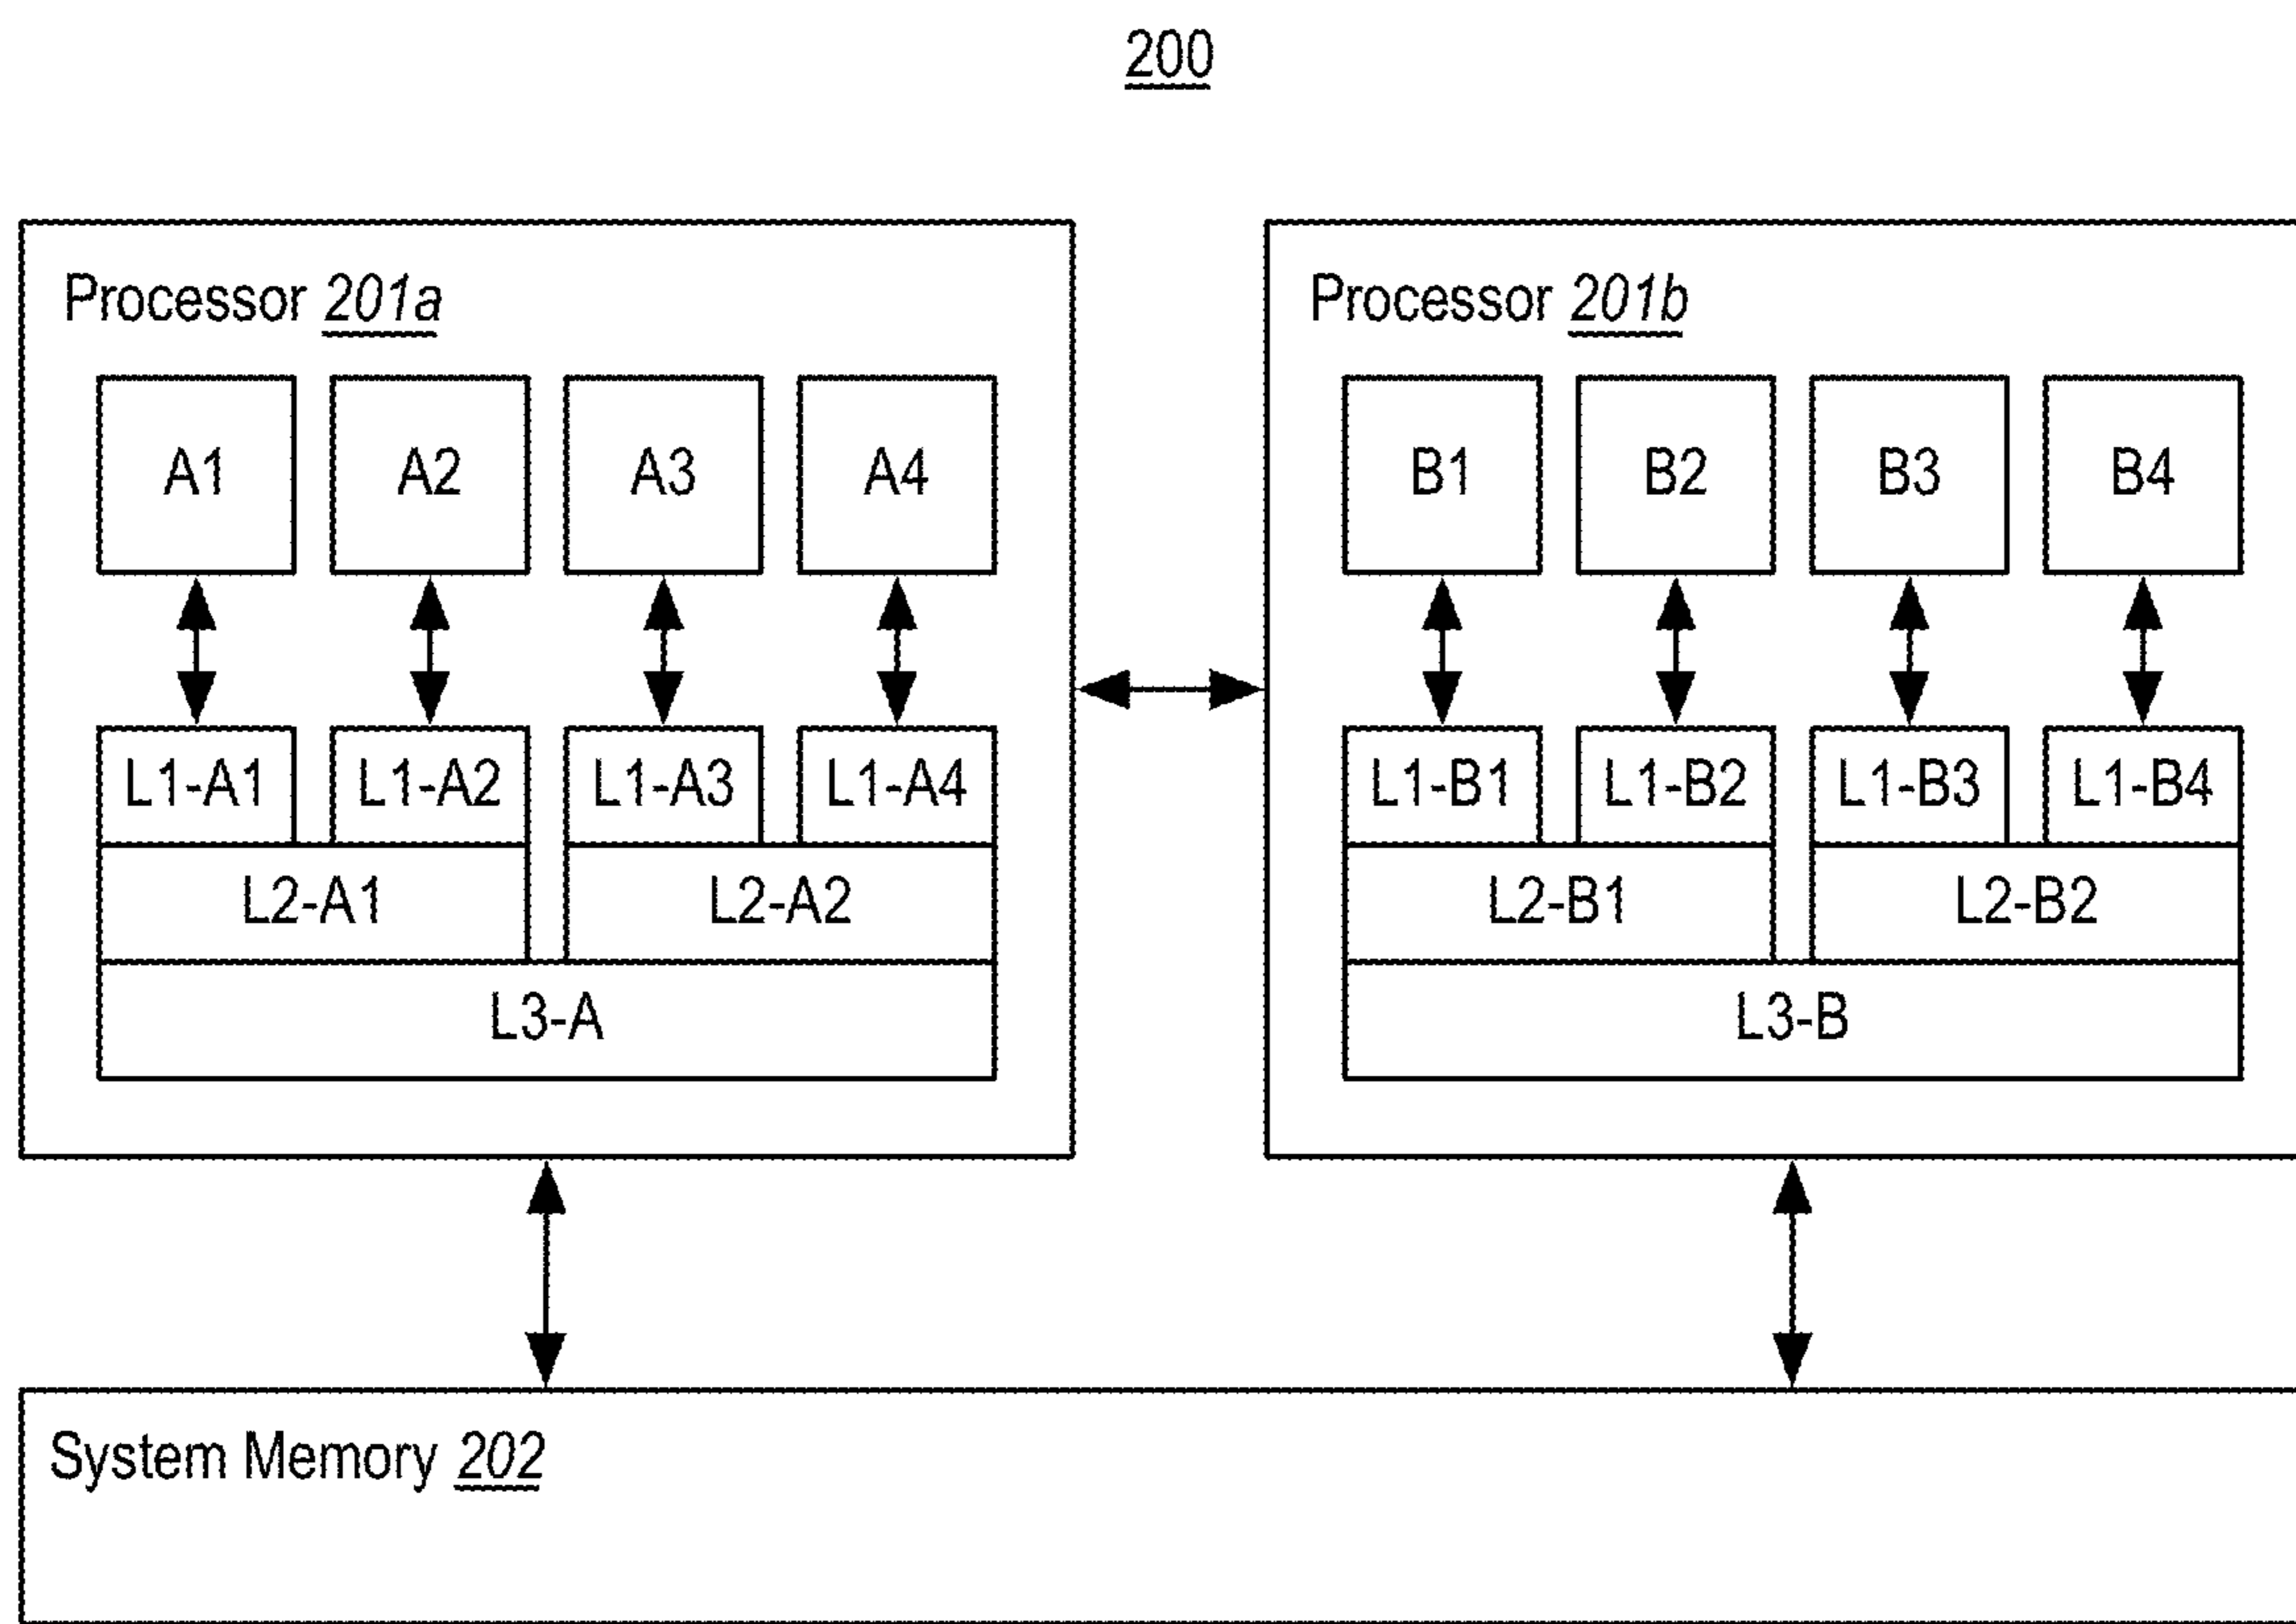 200
Processor 201a
Processor 201b
A1 A2 A3 A4
B1 B2 B3 B4
L1-A1 L1-A2 L1-A3 L1-A4
L1-B1 L1-B2 L1-B3 L1-B4
L2-A1 L2-A2
L2-B1 L2-B2
L3-A
L3-B
System Memory 202